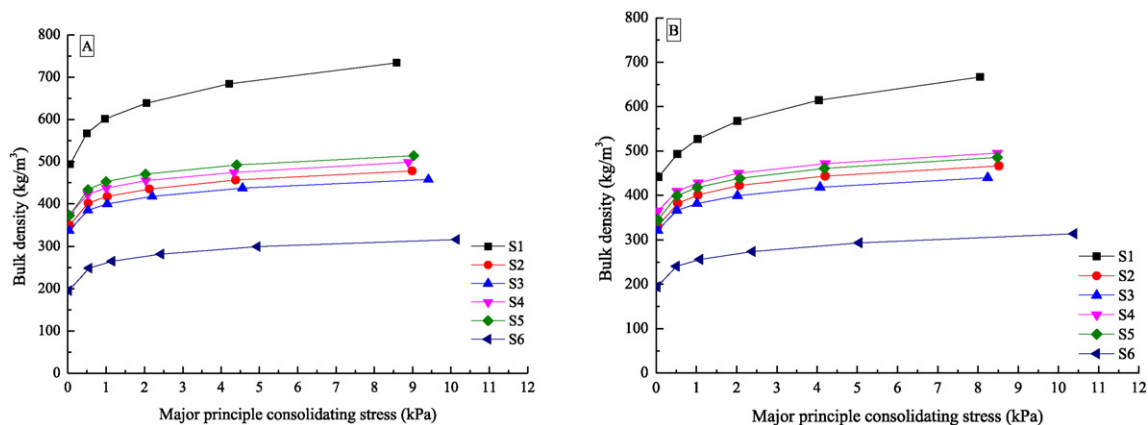 A
Bulk density (kg/m³)
800
700
600
500
400
300
200
100
0
0 1 2 3 4 5 6 7 8 9 10 11 12
Major principle consolidating stress (kPa)
S1
S2
S3
S4
S5
S6
B
Bulk density (kg/m³)
800
700
600
500
400
300
200
100
0
0 1 2 3 4 5 6 7 8 9 10 11 12
Major principle consolidating stress (kPa)
S1
S2
S3
S4
S5
S6